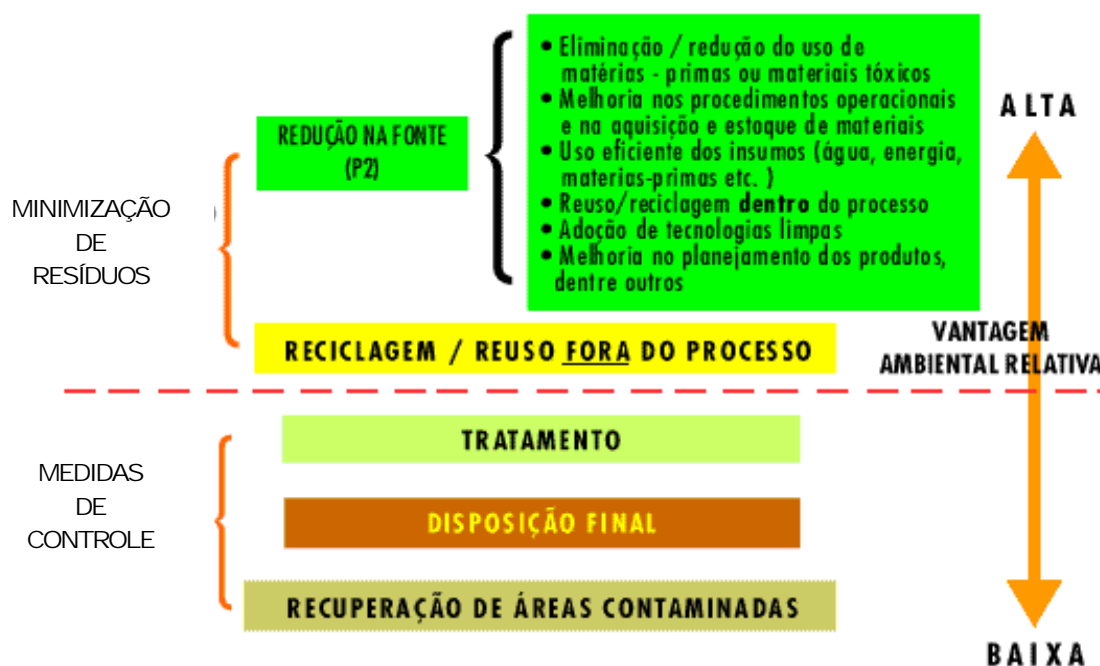 • Eliminação / redução do uso de
matérias - primas ou materiais tóxicos
• Melhoria nos procedimentos operacionais
e na aquisição e estoque de materiais
• Uso eficiente dos insumos (água, energia,
materias-primas etc. )
• Reuso/reciclagem dentro do processo
• Adoção de tecnologias limpas
• Melhoria no planejamento dos produtos,
dentre outros
REDUÇÃO NA FONTE
(P2)
ALTA
MINIMIZAÇÃO
DE
RESÍDUOS
RECICLAGEM / REUSO FORA DO PROCESSO
VANTAGEM
AMBIENTAL RELATIVA
MEDIDAS
DE
CONTROLE
TRATAMENTO
DISPOSIÇÃO FINAL
RECUPERAÇÃO DE ÁREAS CONTAMINADAS
BAIXA